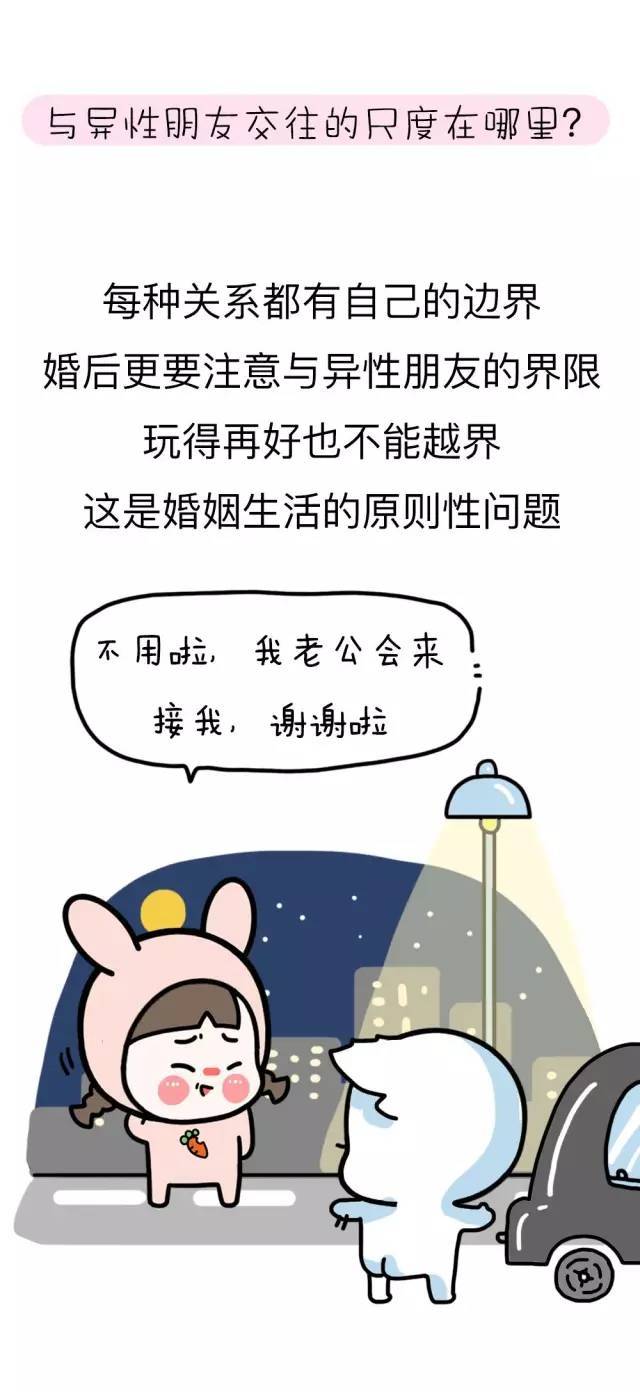 与异性朋友交往的尺度在哪里?
每种关系都有自己的边界
婚后更要注意与异性朋友的界限
玩得再好也不能越界
这是婚姻生活的原则性问题
不用啦,我老公会来
接我,谢谢啦